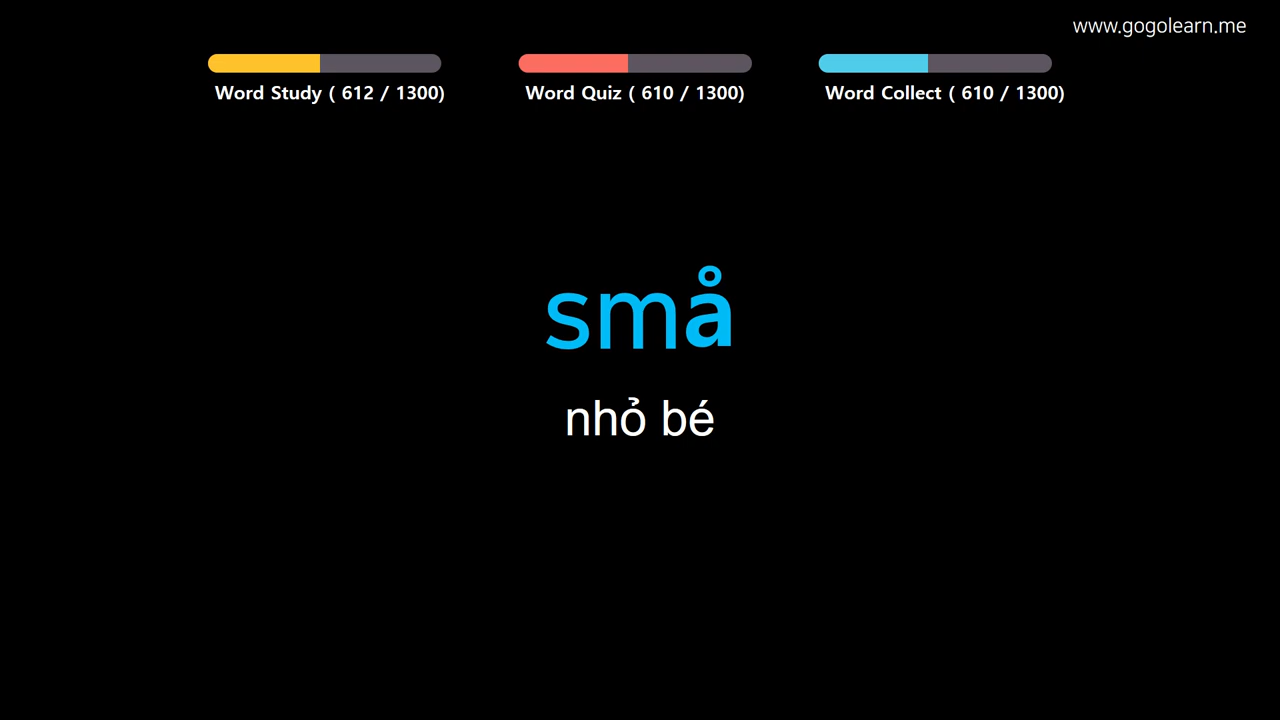 www.gogolearn.me
Word Study ( 612 / 1300)
Word Quiz ( 610 / 1300)
Word Collect ( 610 / 1300)
små
nhỏ bé